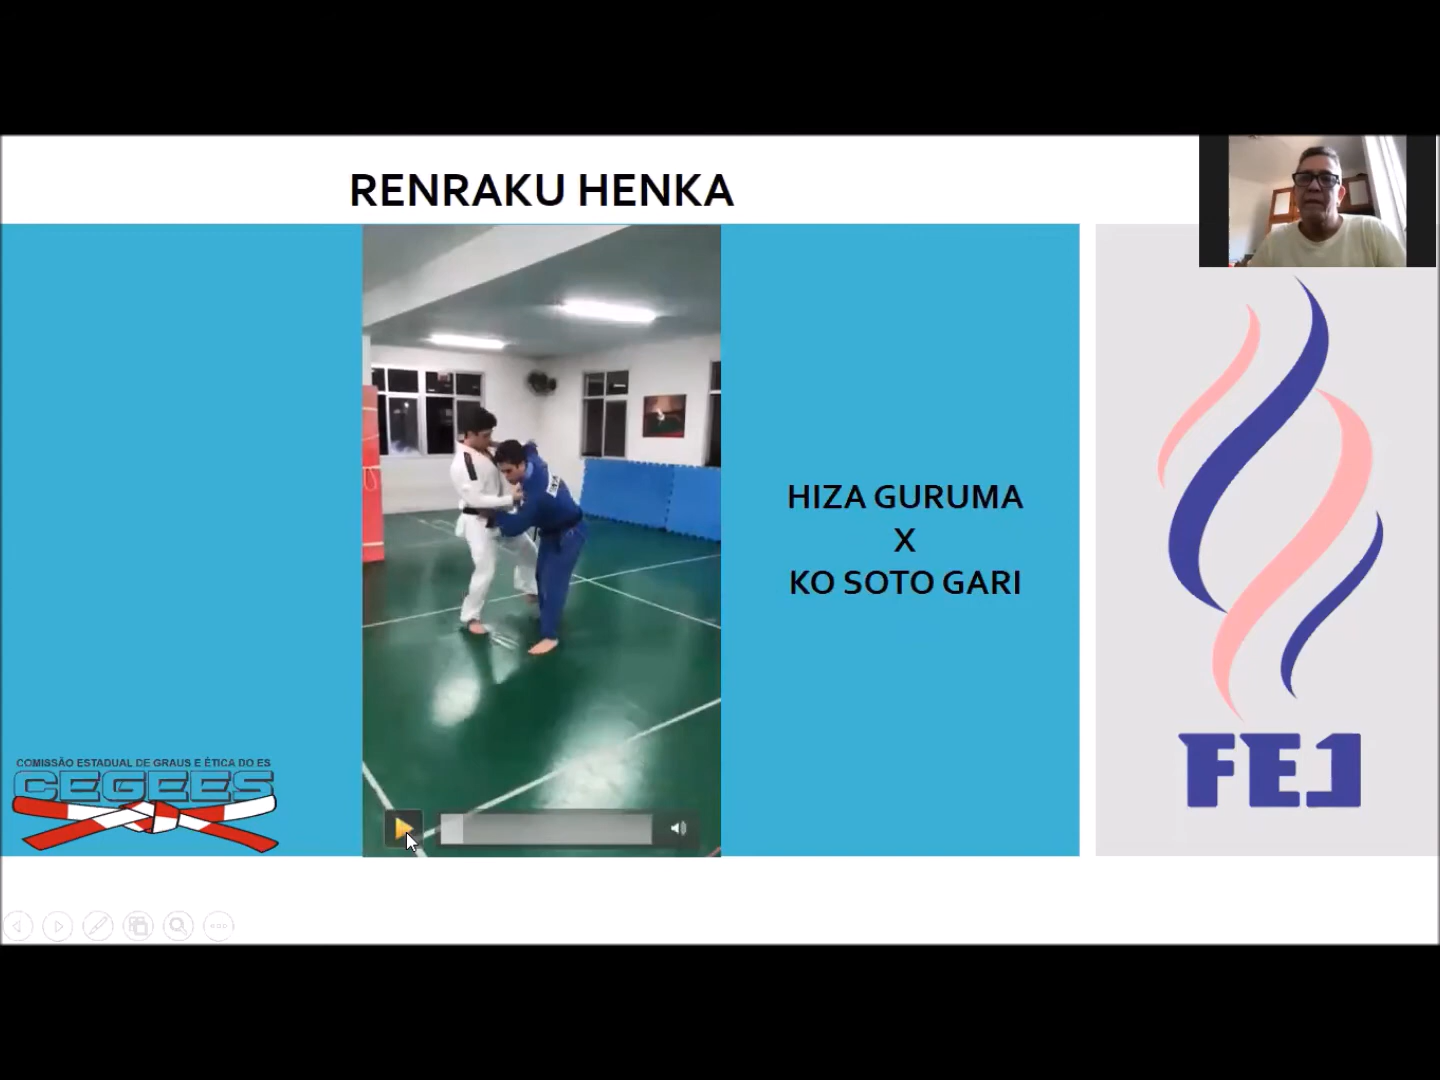 RENRAKU HENKA
HIZA GURUMA
X
KO SOTO GARI
COMISSÃO ESTADUAL DE GRAUS E ÉTICA DO ES
CEGEES
FEJ